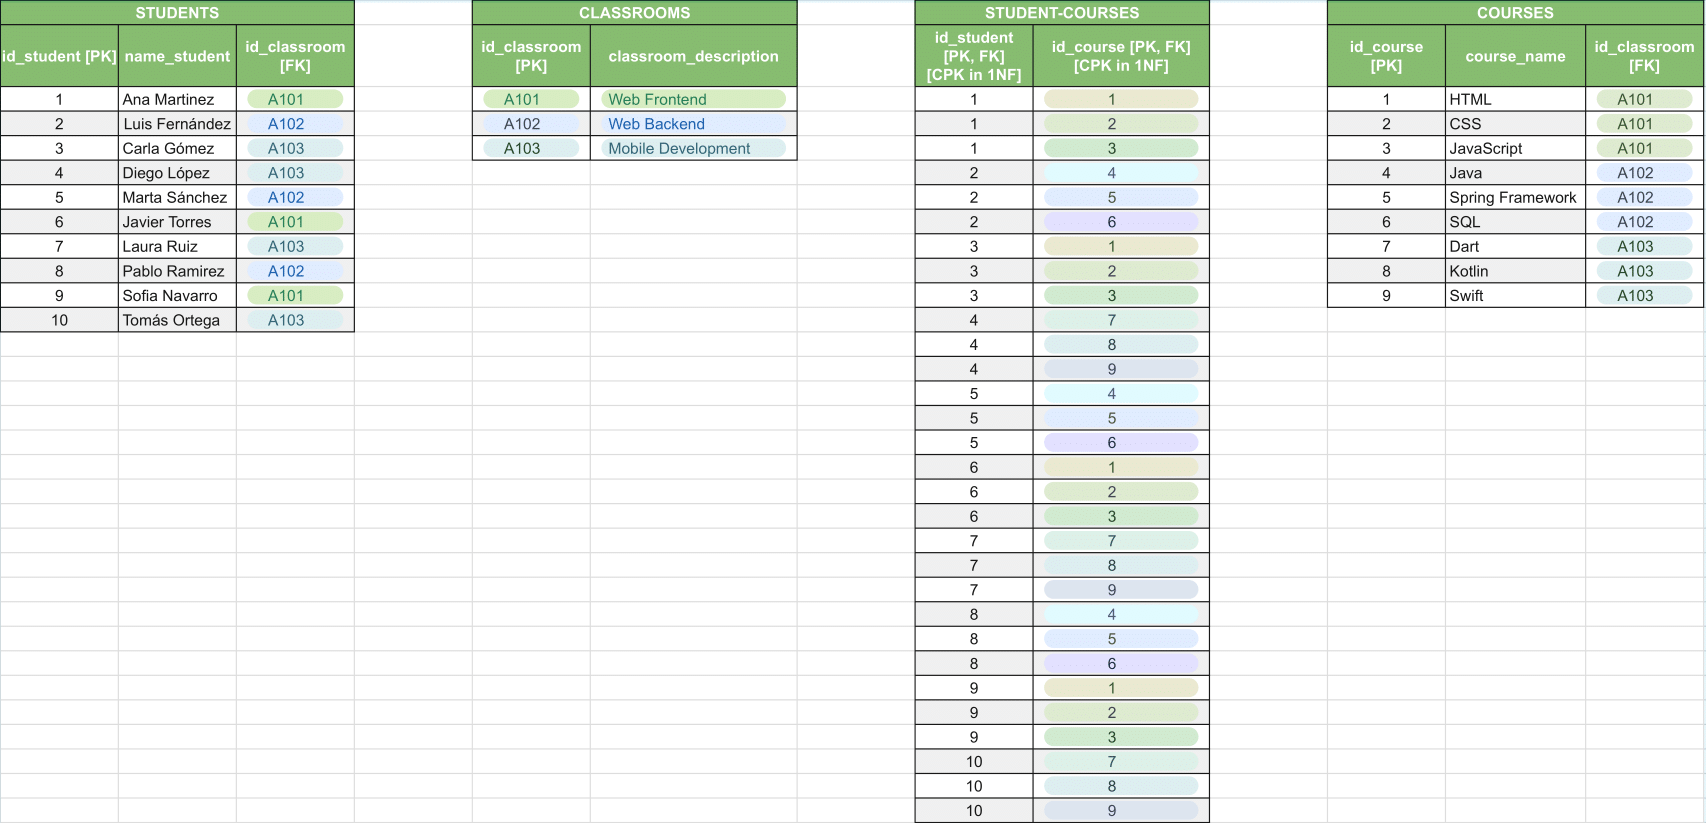 STUDENTS
id_student [PK] name_student id_classroom [FK]
1 Ana Martinez A101
2 Luis Fernández A102
3 Carla Gómez A103
4 Diego López A103
5 Marta Sánchez A102
6 Javier Torres A101
7 Laura Ruiz A103
8 Pablo Ramirez A102
9 Sofia Navarro A101
10 Tomás Ortega A103
CLASSROOMS
id_classroom [PK] classroom_description
A101 Web Frontend
A102 Web Backend
A103 Mobile Development
STUDENT-COURSES
id_student [PK, FK] [CPK in 1NF] id_course [PK, FK] [CPK in 1NF]
1 1
1 2
1 3
2 4
2 5
2 6
3 1
3 2
3 3
4 7
4 8
4 9
5 4
5 5
5 6
6 1
6 2
6 3
7 7
7 8
7 9
8 4
8 5
8 6
9 1
9 2
9 3
10 7
10 8
10 9
COURSES
id_course [PK] course_name id_classroom [FK]
1 HTML A101
2 CSS A101
3 JavaScript A101
4 Java A102
5 Spring Framework A102
6 SQL A102
7 Dart A103
8 Kotlin A103
9 Swift A103